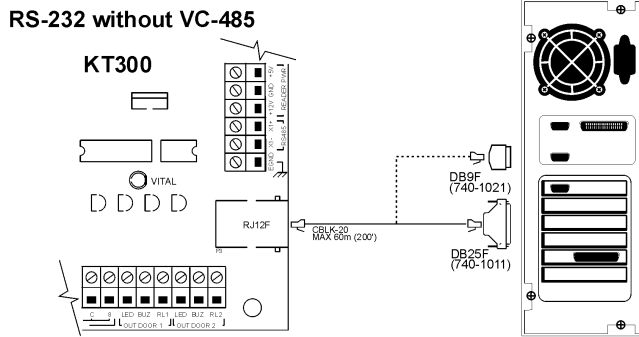 RS-232 without VC-485
KT300
+5V
GND
+12V
X1+
X1-
EGND
READER PWR
RS485
VITAL
RJ12F
P3
CBLK-20
MAX 60m (200')
DB9F
(740-1021)
DB25F
(740-1011)
C 8 LED BUZ RL1 LED BUZ RL2
OUT DOOR 1 OUT DOOR 2